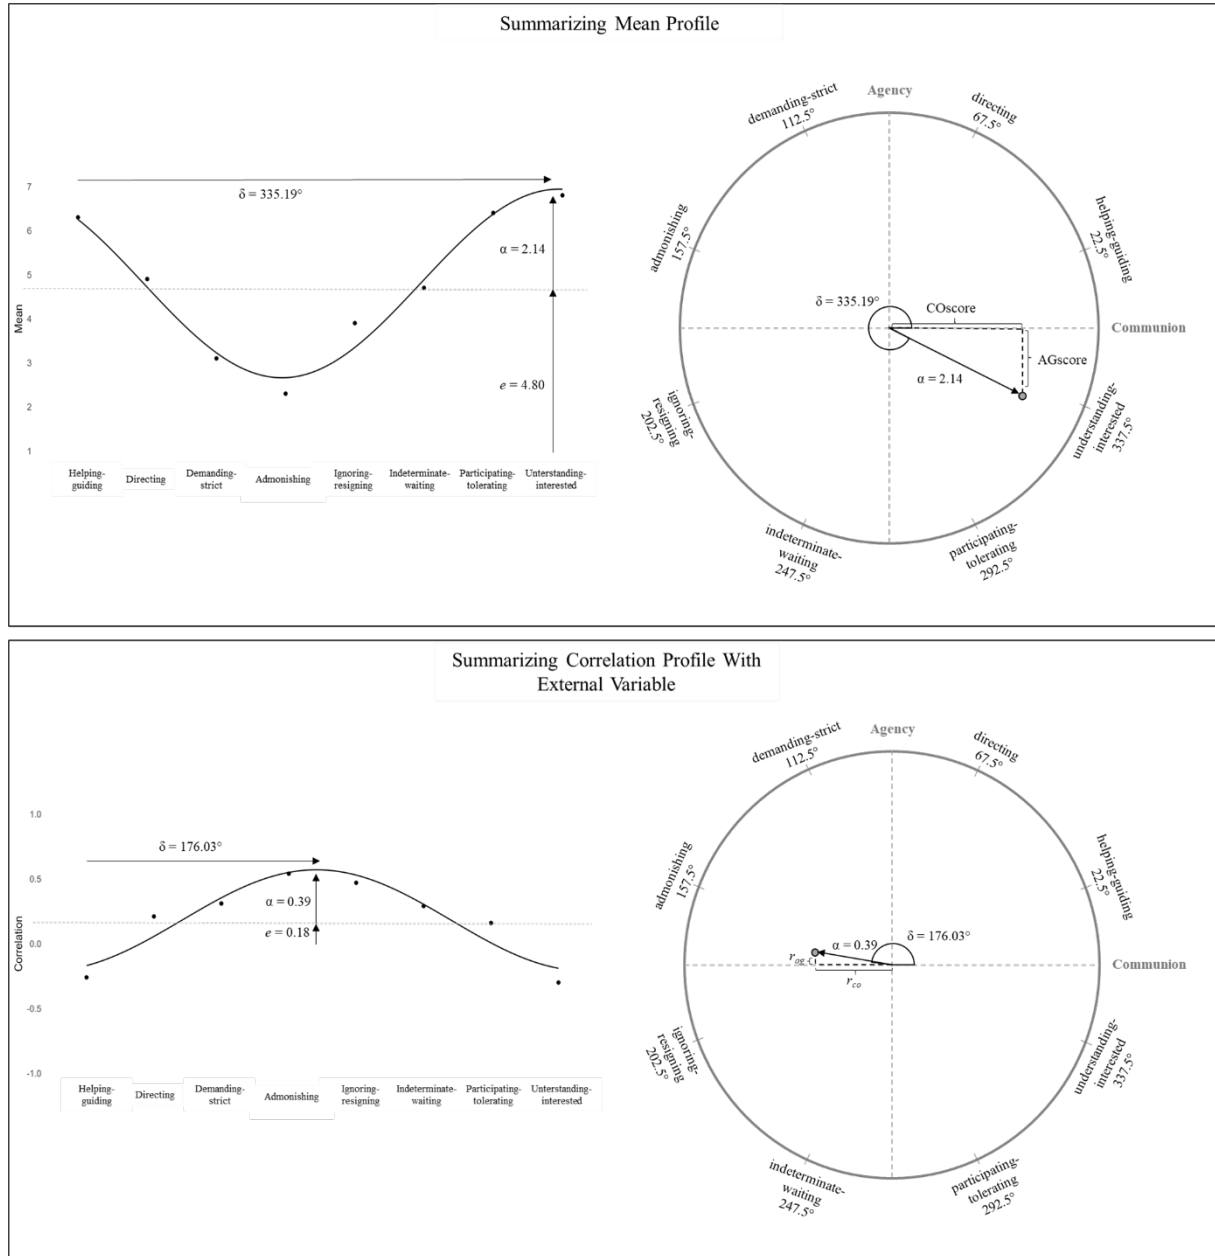 Summarizing Mean Profile
7
6
5
4
3
2
1
Mean
δ = 335.19°
α = 2.14
e = 4.80
Helping-
guiding
Directing
Demanding-
strict
Admonishing
Ignoring-
resigning
Indeterminate-
waiting
Participating-
tolerating
Unterstanding-
interested
Agency
demanding-strict
112.5°
directing
67.5°
admonishing
157.5°
helping-guiding
22.5°
δ = 335.19°
COscore
Communion
AGscore
α = 2.14
ignoring-
resigning
202.5°
understanding-
interested
337.5°
indeterminate-
waiting
247.5°
participating-
tolerating
292.5°
Summarizing Correlation Profile With
External Variable
1.0
0.5
0.0
-0.5
-1.0
Correlation
δ = 176.03°
α = 0.39
e = 0.18
Helping-
guiding
Directing
Demanding-
strict
Admonishing
Ignoring-
resigning
Indeterminate-
waiting
Participating-
tolerating
Unterstanding-
interested
Agency
demanding-strict
112.5°
directing
67.5°
admonishing
157.5°
helping-guiding
22.5°
α = 0.39
δ = 176.03°
r_ag
r_co
Communion
ignoring-
resigning
202.5°
understanding-
interested
337.5°
indeterminate-
waiting
247.5°
participating-
tolerating
292.5°